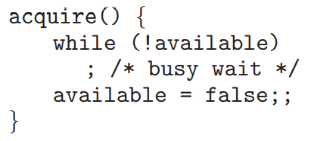 acquire() {
while (!available)
; /* busy wait */
available = false;;
}